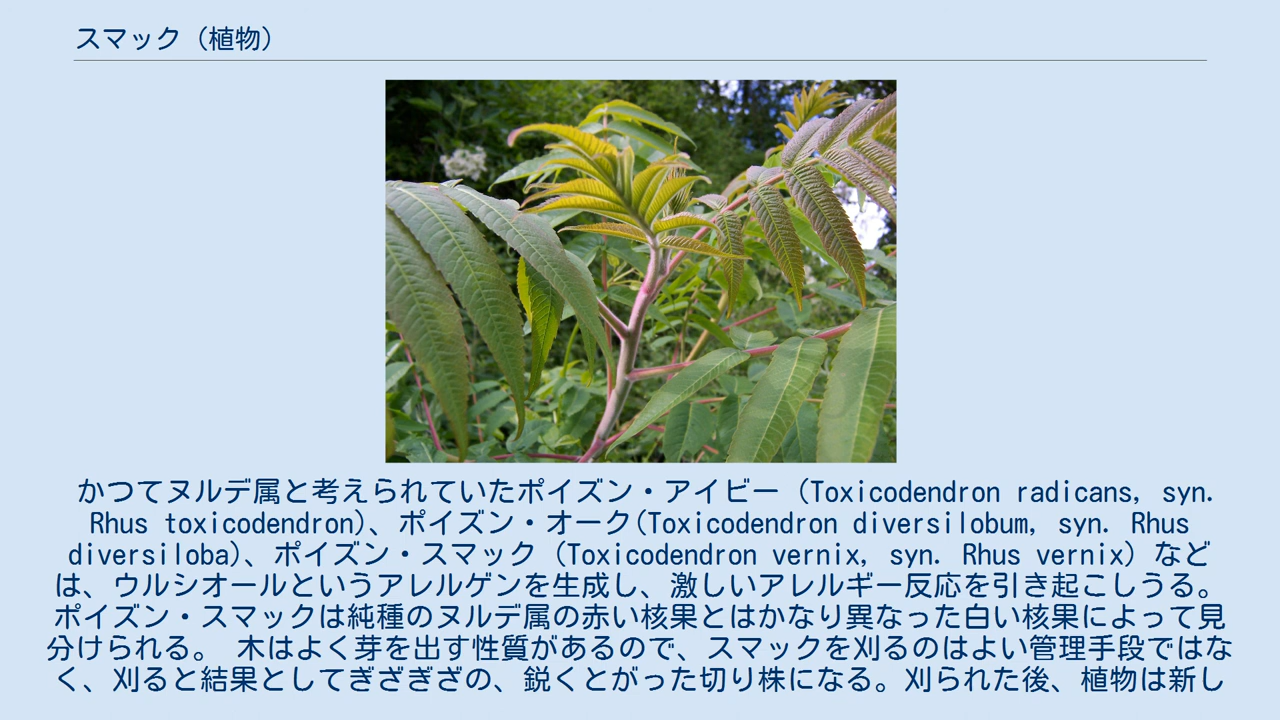 スマック（植物）
かつてヌルデ属と考えられていたポイズン・アイビー（Toxicodendron radicans, syn.
Rhus toxicodendron)、ポイズン・オーク(Toxicodendron diversilobum, syn. Rhus
diversiloba)、ポイズン・スマック（Toxicodendron vernix, syn. Rhus vernix）など
は、ウルシオールというアレルゲンを生成し、激しいアレルギー反応を引き起こしうる。
ポイズン・スマックは純種のヌルデ属の赤い核果とはかなり異なった白い核果によって見
分けられる。 木はよく芽を出す性質があるので、スマックを刈るのはよい管理手段ではな
く、刈ると結果としてぎざぎざの、鋭くとがった切り株になる。刈られた後、植物は新し